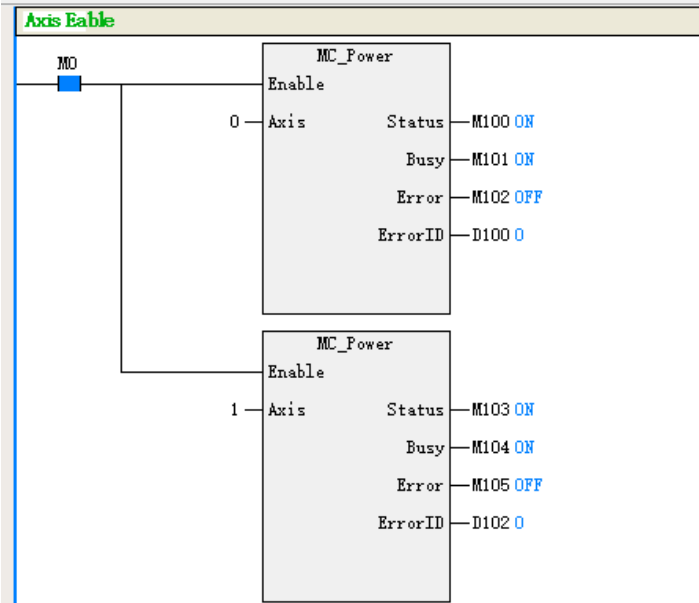 Axis Eable
M0
MC_Power
Enable
0 Axis Status M100 ON
Busy M101 ON
Error M102 OFF
ErrorID D100 0
MC_Power
Enable
1 Axis Status M103 ON
Busy M104 ON
Error M105 OFF
ErrorID D102 0